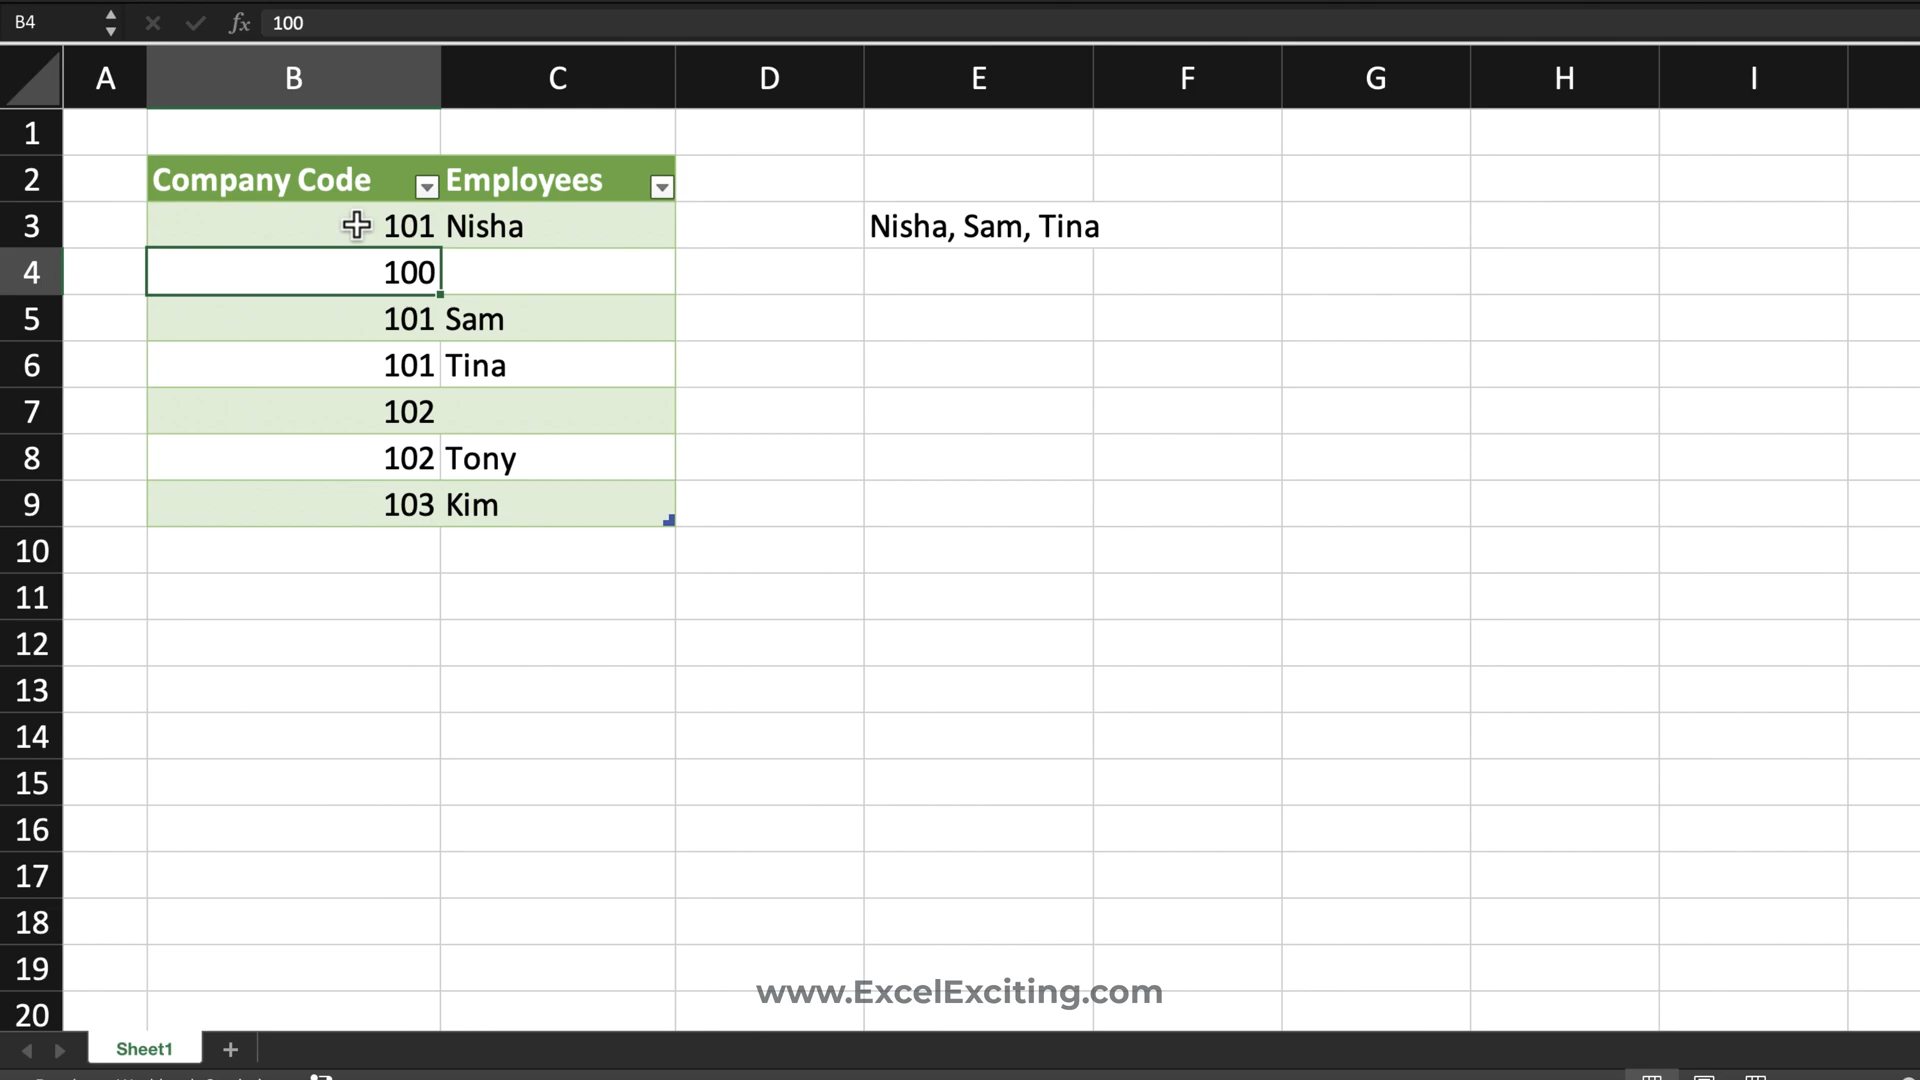 B4 fx 100
A B C D E F G H I
1
2 Company Code Employees
3 101 Nisha Nisha, Sam, Tina
4 100
5 101 Sam
6 101 Tina
7 102
8 102 Tony
9 103 Kim
10
11
12
13
14
15
16
17
18
19
www.ExcelExciting.com
20
Sheet1 +